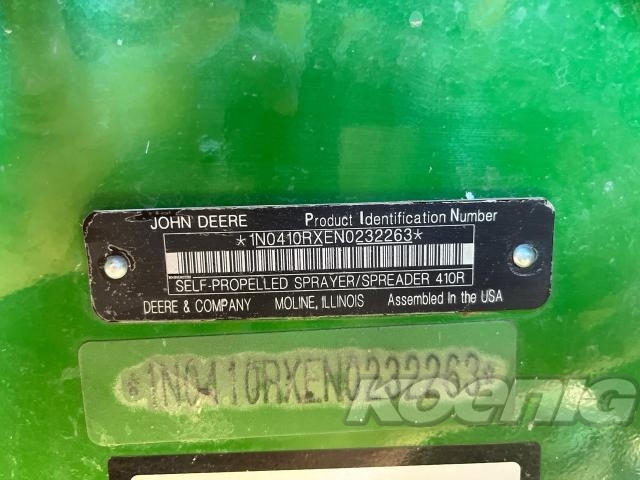 JOHN DEERE Product Identification Number
*1N0410RXEN0232263*
SELF-PROPELLED SPRAYER/SPREADER 410R
DEERE & COMPANY MOLINE, ILLINOIS Assembled in the USA
*1N0410RXEN0232263*
koenig